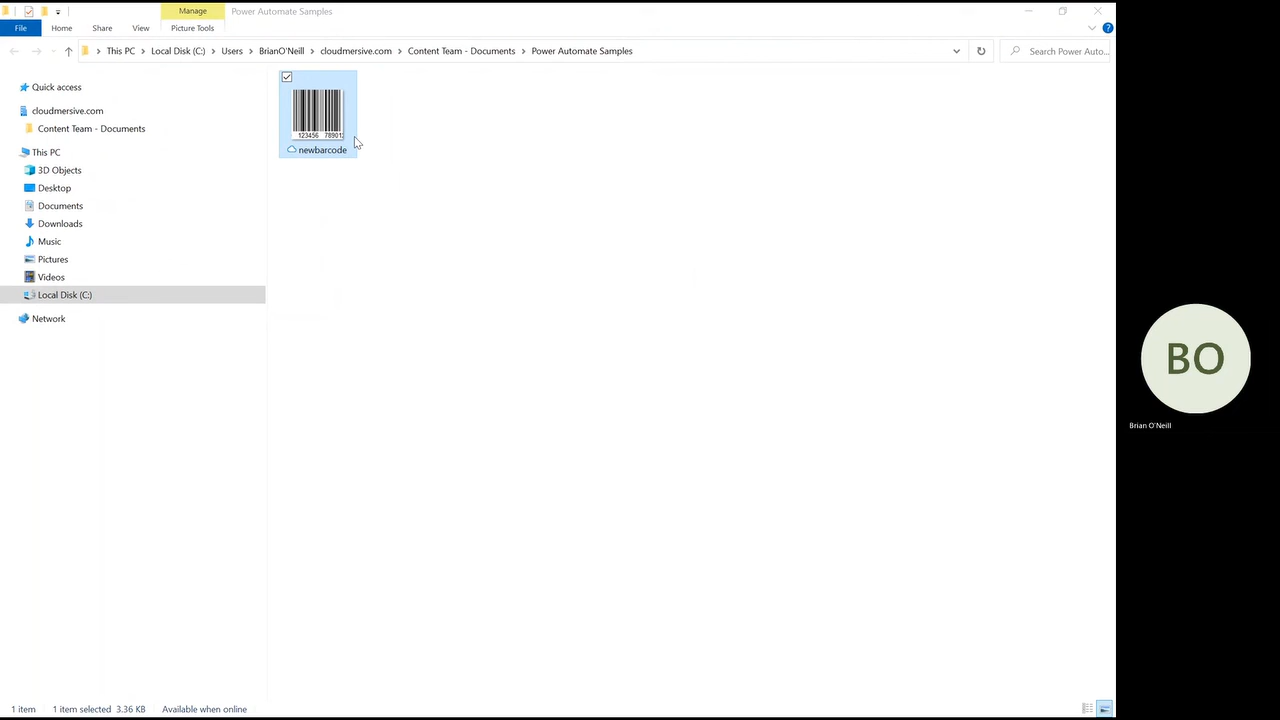 Manage
Power Automate Samples
File
Home
Share
View
Picture Tools
This PC
Local Disk (C:)
Users
BrianO'Neill
cloudmersive.com
Content Team - Documents
Power Automate Samples
Search Power Auto...
Quick access
cloudmersive.com
Content Team - Documents
This PC
3D Objects
Desktop
Documents
Downloads
Music
Pictures
Videos
Local Disk (C:)
Network
123456 789012
newbarcode
BO
Brian O'Neill
1 item
1 item selected 3.36 KB
Available when online